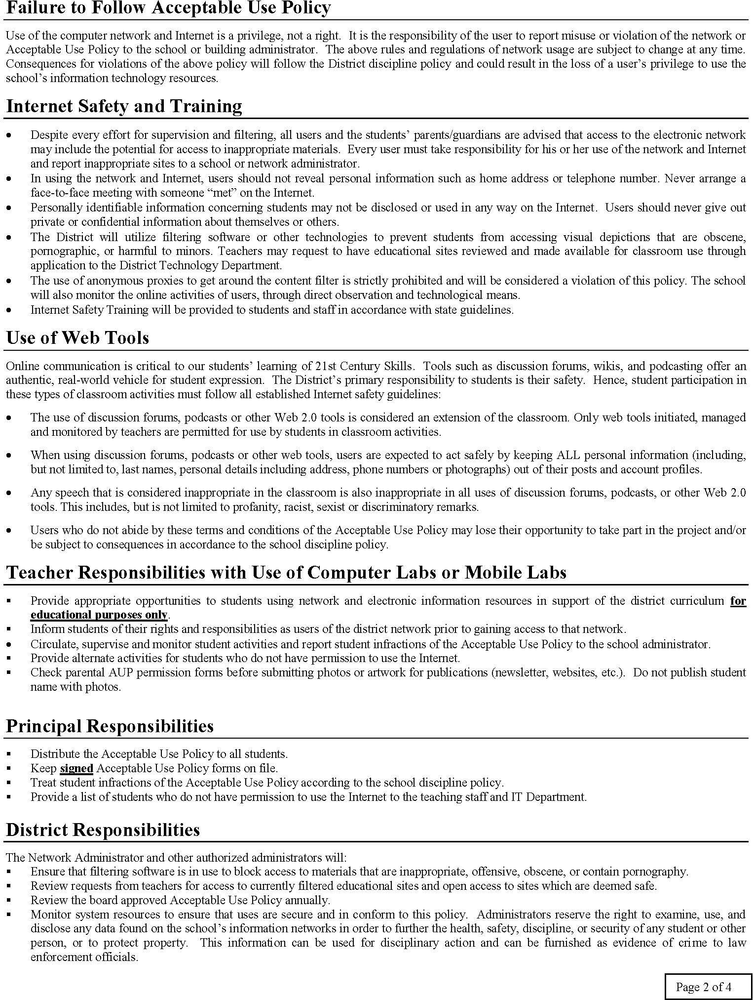 Failure to Follow Acceptable Use Policy
Use of the computer network and Internet is a privilege, not a right.  It is the responsibility of the user to report misuse or violation of the network or
Acceptable Use Policy to the school or building administrator.  The above rules and regulations of network usage are subject to change at any time.
Consequences for violations of the above policy will follow the District discipline policy and could result in the loss of a user’s privilege to use the
school’s information technology resources.
Internet Safety and Training
• Despite every effort for supervision and filtering, all users and the students’ parents/guardians are advised that access to the electronic network
may include the potential for access to inappropriate materials.  Every user must take responsibility for his or her use of the network and Internet
and report inappropriate sites to a school or network administrator.
• In using the network and Internet, users should not reveal personal information such as home address or telephone number. Never arrange a
face-to-face meeting with someone “met” on the Internet.
• Personally identifiable information concerning students may not be disclosed or used in any way on the Internet.  Users should never give out
private or confidential information about themselves or others.
• The District will utilize filtering software or other technologies to prevent students from accessing visual depictions that are obscene,
pornographic, or harmful to minors. Teachers may request to have educational sites reviewed and made available for classroom use through
application to the District Technology Department.
• The use of anonymous proxies to get around the content filter is strictly prohibited and will be considered a violation of this policy. The school
will also monitor the online activities of users, through direct observation and technological means.
• Internet Safety Training will be provided to students and staff in accordance with state guidelines.
Use of Web Tools
Online communication is critical to our students’ learning of 21st Century Skills.  Tools such as discussion forums, wikis, and podcasting offer an
authentic, real-world vehicle for student expression.  The District’s primary responsibility to students is their safety.  Hence, student participation in
these types of classroom activities must follow all established Internet safety guidelines:
• The use of discussion forums, podcasts or other Web 2.0 tools is considered an extension of the classroom. Only web tools initiated, managed
and monitored by teachers are permitted for use by students in classroom activities.
• When using discussion forums, podcasts or other web tools, users are expected to act safely by keeping ALL personal information (including,
but not limited to, last names, personal details including address, phone numbers or photographs) out of their posts and account profiles.
• Any speech that is considered inappropriate in the classroom is also inappropriate in all uses of discussion forums, podcasts, or other Web 2.0
tools. This includes, but is not limited to profanity, racist, sexist or discriminatory remarks.
• Users who do not abide by these terms and conditions of the Acceptable Use Policy may lose their opportunity to take part in the project and/or
be subject to consequences in accordance to the school discipline policy.
Teacher Responsibilities with Use of Computer Labs or Mobile Labs
▪ Provide appropriate opportunities to students using network and electronic information resources in support of the district curriculum for
educational purposes only.
▪ Inform students of their rights and responsibilities as users of the district network prior to gaining access to that network.
• Circulate, supervise and monitor student activities and report student infractions of the Acceptable Use Policy to the school administrator.
▪ Provide alternate activities for students who do not have permission to use the Internet.
▪ Check parental AUP permission forms before submitting photos or artwork for publications (newsletter, websites, etc.).  Do not publish student
name with photos.
Principal Responsibilities
▪ Distribute the Acceptable Use Policy to all students.
▪ Keep signed Acceptable Use Policy forms on file.
▪ Treat student infractions of the Acceptable Use Policy according to the school discipline policy.
▪ Provide a list of students who do not have permission to use the Internet to the teaching staff and IT Department.
District Responsibilities
The Network Administrator and other authorized administrators will:
▪ Ensure that filtering software is in use to block access to materials that are inappropriate, offensive, obscene, or contain pornography.
▪ Review requests from teachers for access to currently filtered educational sites and open access to sites which are deemed safe.
▪ Review the board approved Acceptable Use Policy annually.
▪ Monitor system resources to ensure that uses are secure and in conform to this policy.  Administrators reserve the right to examine, use, and
disclose any data found on the school’s information networks in order to further the health, safety, discipline, or security of any student or other
person, or to protect property.  This information can be used for disciplinary action and can be furnished as evidence of crime to law
enforcement officials.
Page 2 of 4